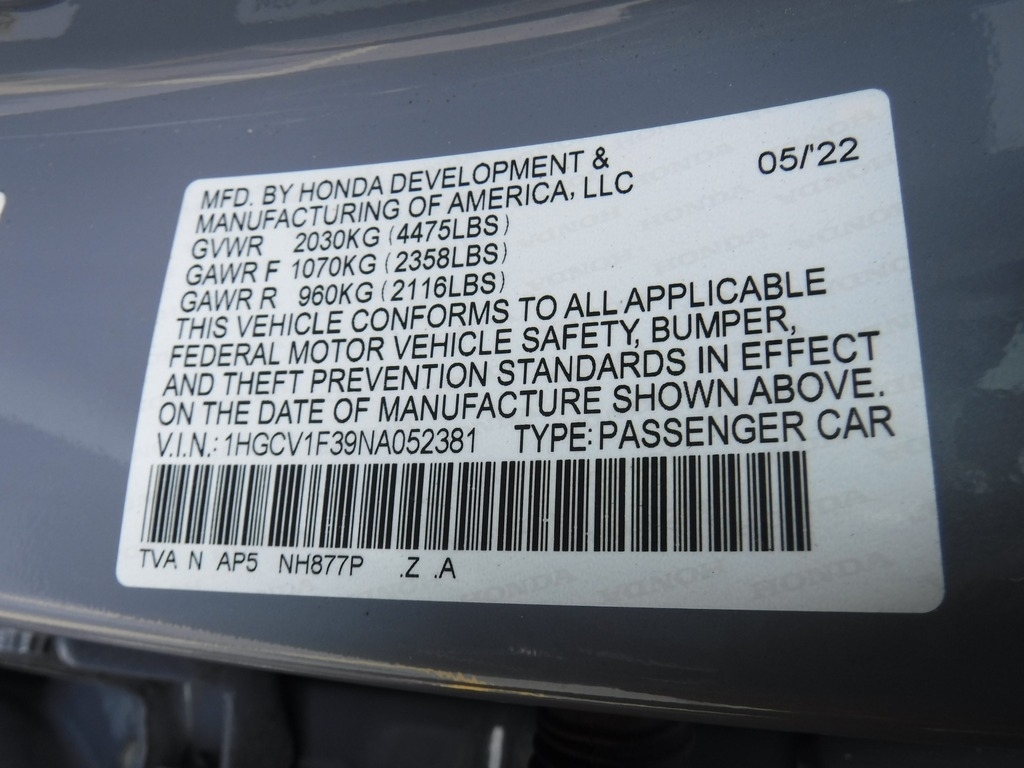 MFD. BY HONDA DEVELOPMENT &
MANUFACTURING OF AMERICA, LLC
05/'22
GVWR 2030KG (4475LBS)
GAWR F 1070KG (2358LBS)
GAWR R 960KG (2116LBS)
THIS VEHICLE CONFORMS TO ALL APPLICABLE
FEDERAL MOTOR VEHICLE SAFETY, BUMPER,
AND THEFT PREVENTION STANDARDS IN EFFECT
ON THE DATE OF MANUFACTURE SHOWN ABOVE.
V.I.N.: 1HGCV1F39NA052381 TYPE: PASSENGER CAR
TVA N AP5 NH877P .Z .A